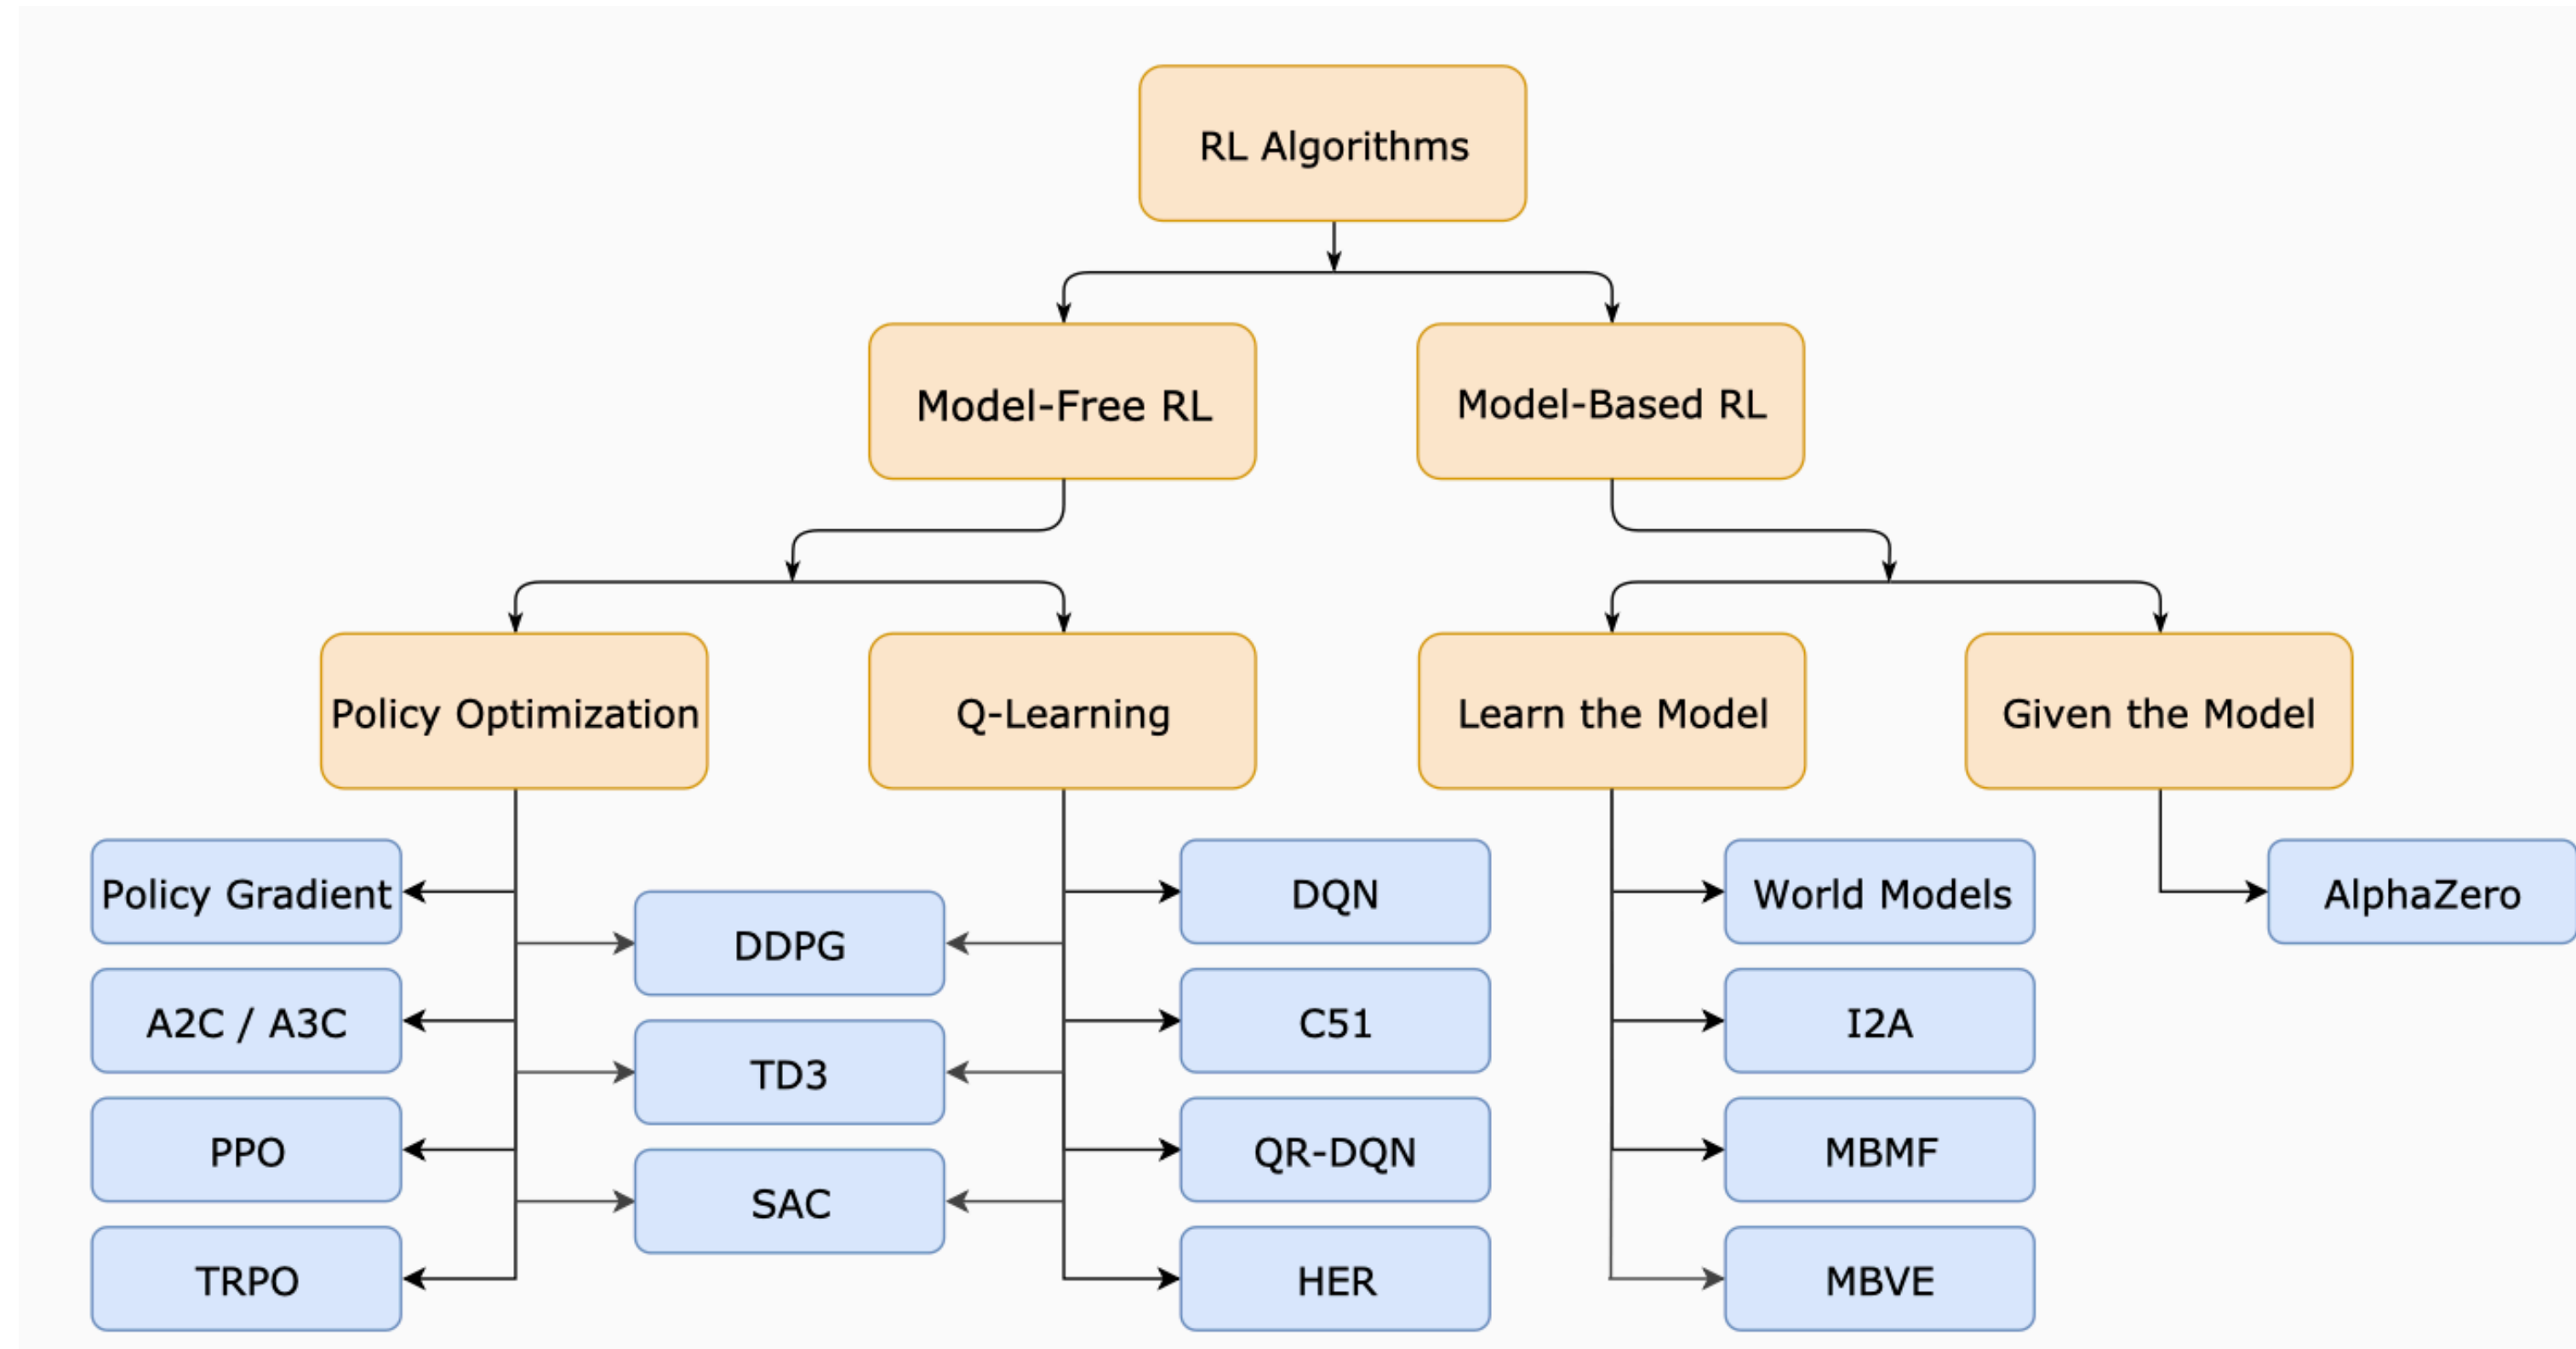 RL Algorithms
Model-Free RL
Model-Based RL
Policy Optimization
Q-Learning
Learn the Model
Given the Model
Policy Gradient
DDPG
DQN
World Models
AlphaZero
A2C / A3C
TD3
C51
I2A
PPO
SAC
QR-DQN
MBMF
TRPO
HER
MBVE